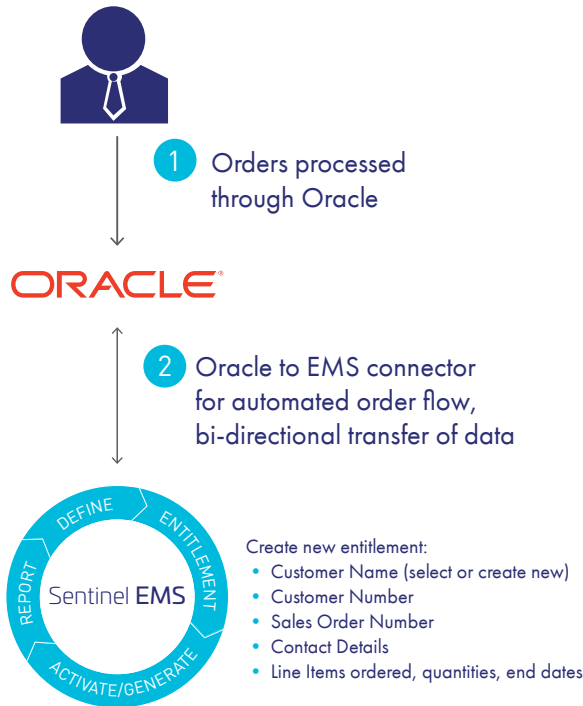 1 Orders processed
through Oracle
ORACLE®
2 Oracle to EMS connector
for automated order flow,
bi-directional transfer of data
DEFINE
ENTITLEMENT
ACTIVATE/GENERATE
REPORT
Sentinel EMS
Create new entitlement:
• Customer Name (select or create new)
• Customer Number
• Sales Order Number
• Contact Details
• Line Items ordered, quantities, end dates